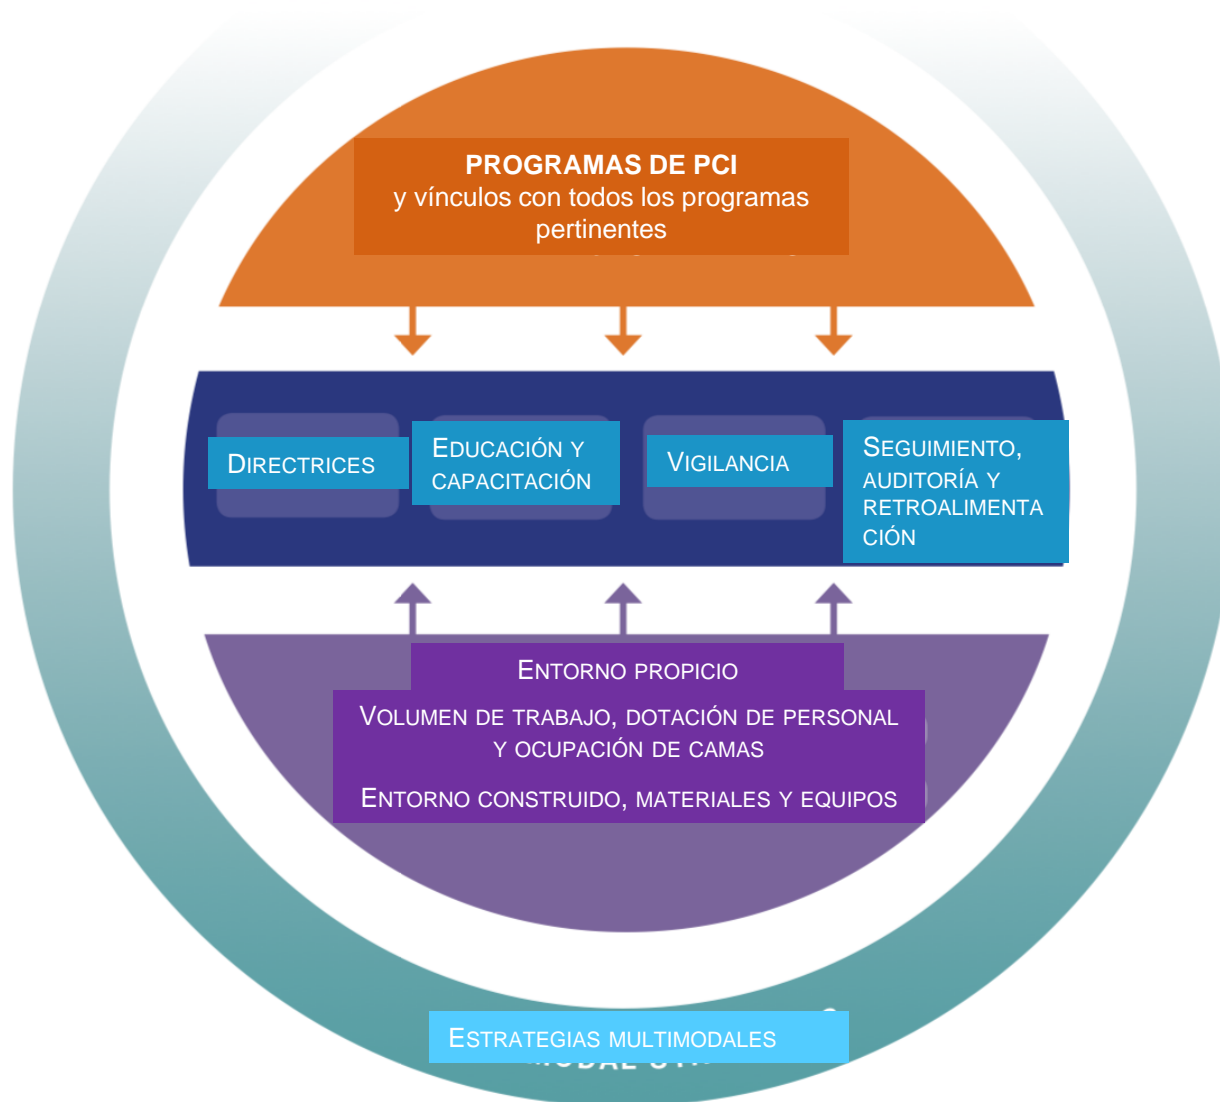 PROGRAMAS DE PCI
y vínculos con todos los programas
pertinentes
DIRECTRICES
EDUCACIÓN Y
CAPACITACIÓN
VIGILANCIA
SEGUIMIENTO,
AUDITORÍA Y
RETROALIMENTA
CIÓN
ENTORNO PROPICIO
VOLUMEN DE TRABAJO, DOTACIÓN DE PERSONAL
Y OCUPACIÓN DE CAMAS
ENTORNO CONSTRUIDO, MATERIALES Y EQUIPOS
ESTRATEGIAS MULTIMODALES